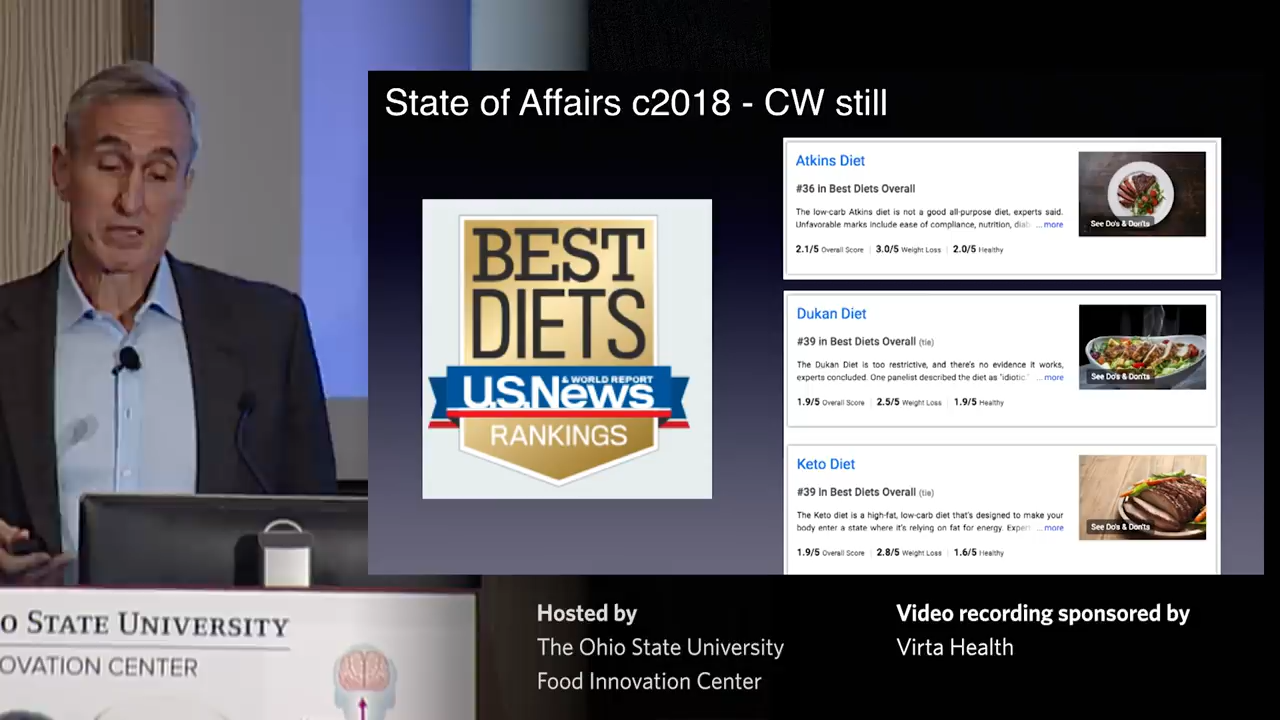 State of Affairs c2018 - CW still
BEST
DIETS
U.S.News
& WORLD REPORT
RANKINGS
Atkins Diet
#36 in Best Diets Overall
The low-carb Atkins diet is not a good all-purpose diet, experts said.
Unfavorable marks include ease of compliance, nutrition, ... more
2.1/5 Overall Score | 3.0/5 Weight Loss | 2.0/5 Healthy
See Do's & Don'ts
Dukan Diet
#39 in Best Diets Overall (tie)
The Dukan Diet is too restrictive, and there's no evidence it works,
experts concluded. One panelist described the diet as "idiotic." ... more
1.9/5 Overall Score | 2.5/5 Weight Loss | 1.9/5 Healthy
See Do's & Don'ts
Keto Diet
#39 in Best Diets Overall (tie)
The Keto diet is a high-fat, low-carb diet that's designed to make your
body enter a state where it's relying on fat for energy. Exper ... more
1.9/5 Overall Score | 2.8/5 Weight Loss | 1.6/5 Healthy
See Do's & Don'ts
O STATE UNIVERSITY
OVATION CENTER
Hosted by
The Ohio State University
Food Innovation Center
Video recording sponsored by
Virta Health